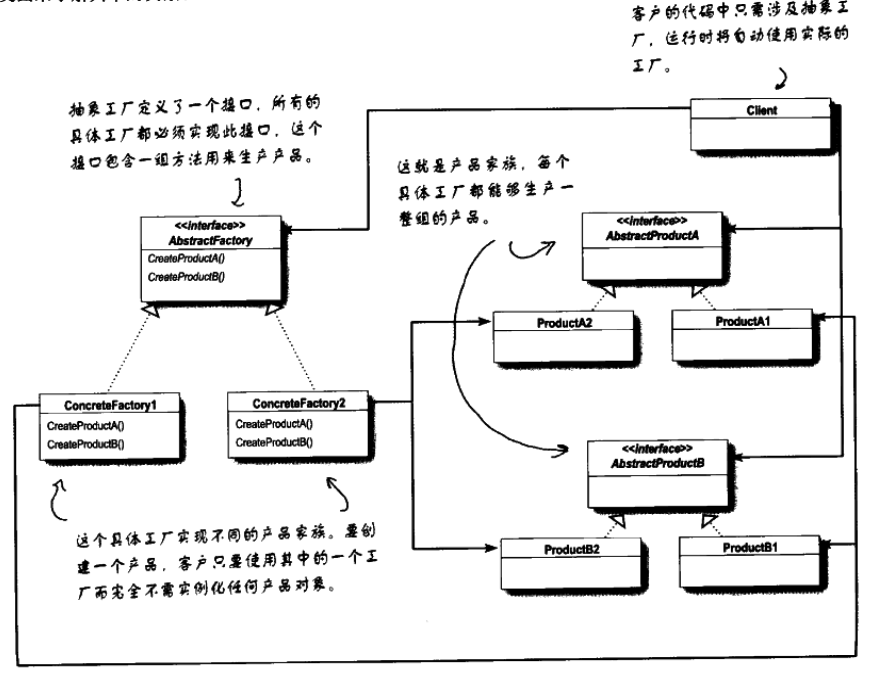 客户的代码中只需涉及抽象工
厂，运行时将自动使用实际的
工厂。
抽象工厂定义了一个接口，所有的
具体工厂都必须实现此接口，这个
接口包含一组方法用来生产产品。
Client
这就是产品家族，每个
具体工厂都能够生产一
整组的产品。
<<interface>>
AbstractFactory
CreateProductA()
CreateProductB()
<<interface>>
AbstractProductA
ProductA2
ProductA1
ConcreteFactory1
CreateProductA()
CreateProductB()
ConcreteFactory2
CreateProductA()
CreateProductB()
<<interface>>
AbstractProductB
ProductB2
ProductB1
这个具体工厂实现不同的产品家族。要创
建一个产品，客户只要使用其中的一个工
厂而完全不需实例化任何产品对象。